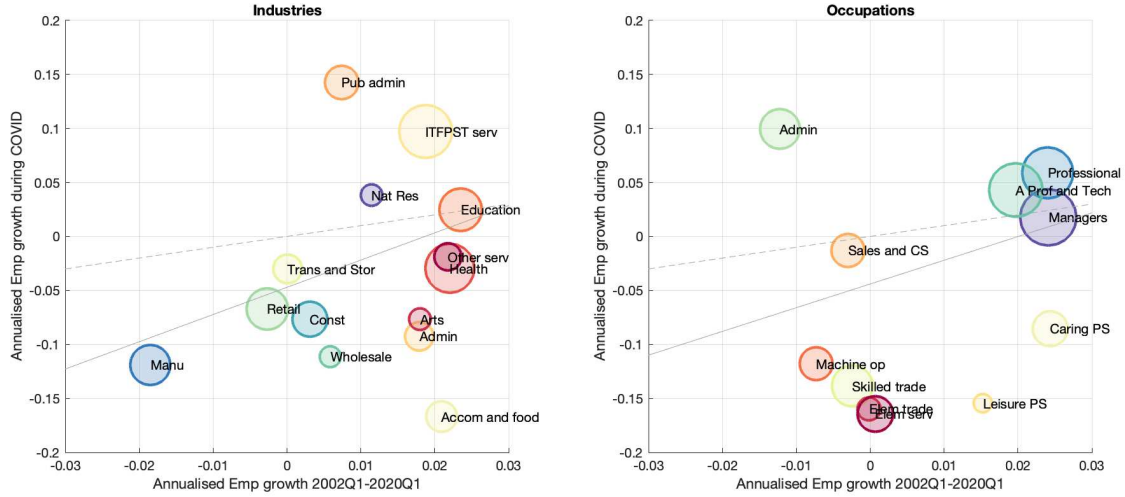 Industries
Annualised Emp growth during COVID
0.2
0.15
0.1
0.05
0
-0.05
-0.1
-0.15
-0.2
Pub admin
ITFPST serv
Nat Res
Education
Other serv
Health
Trans and Stor
Retail
Const
Arts
Admin
Wholesale
Manu
Accom and food
-0.03
-0.02
-0.01
0
0.01
0.02
0.03
Annualised Emp growth 2002Q1-2020Q1
Occupations
Annualised Emp growth during COVID
0.2
0.15
0.1
0.05
0
-0.05
-0.1
-0.15
-0.2
Admin
Professional
A Prof and Tech
Managers
Sales and CS
Caring PS
Machine op
Skilled trade
Leisure PS
Elem trade
Elem serv
-0.03
-0.02
-0.01
0
0.01
0.02
0.03
Annualised Emp growth 2002Q1-2020Q1